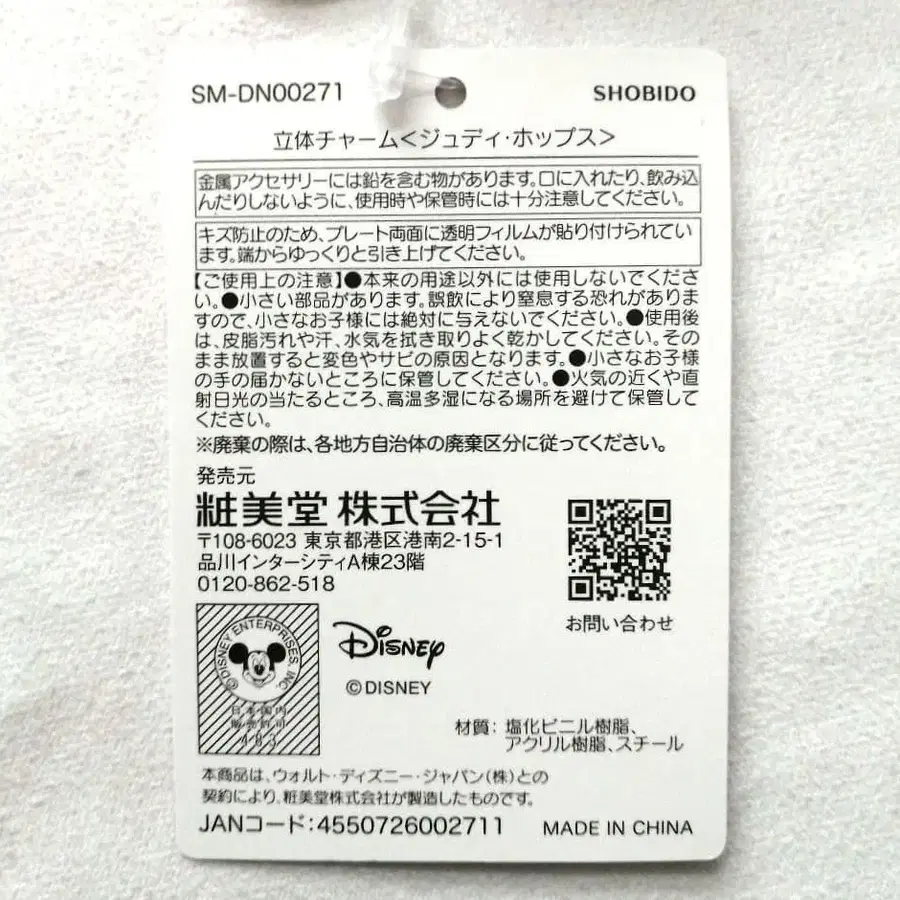 SM-DN00271
SHOBIDO
立体チャーム<ジュディ・ホップス>
金属アクセサリーには鉛を含む物があります。口に入れたり、飲み込
んだりしないように、使用時や保管時には十分注意してください。
キズ防止のため、プレート両面に透明フィルムが貼り付けられてい
ます。端からゆっくりと引き上げてください。
【ご使用上の注意】●本来の用途以外には使用しないでくださ
い。●小さい部品があります。誤飲により窒息する恐れがありま
すので、小さなお子様には絶対に与えないでください。●使用後
は、皮脂汚れや汗、水気を拭き取りよく乾かしてください。その
まま放置すると変色やサビの原因となります。●小さなお子様
の手の届かないところに保管してください。●火気の近くや直
射日光の当たるところ、高温多湿になる場所を避けて保管して
ください。
※廃棄の際は、各地方自治体の廃棄区分に従ってください。
発売元
粧美堂 株式会社
〒108-6023 東京都港区港南2-15-1
品川インターシティA棟23階
0120-862-518
お問い合わせ
©DISNEY ENTERPRISES, INC.
日本国内
販売許可
483
Disney
©DISNEY
材質: 塩化ビニル樹脂、
アクリル樹脂、スチール
本商品は、ウォルト・ディズニー・ジャパン(株)との
契約により、粧美堂株式会社が製造したものです。
JANコード:4550726002711
MADE IN CHINA